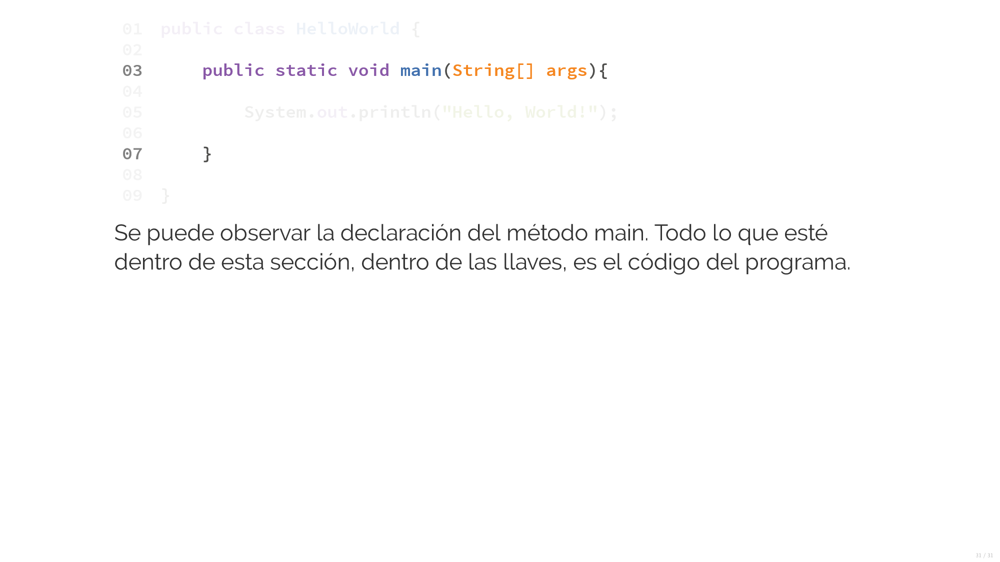 01 public class HelloWorld {
02
03     public static void main(String[] args){
04
05         System.out.println("Hello, World!");
06
07     }
08
09 }
Se puede observar la declaración del método main. Todo lo que esté
dentro de esta sección, dentro de las llaves, es el código del programa.
31 / 31